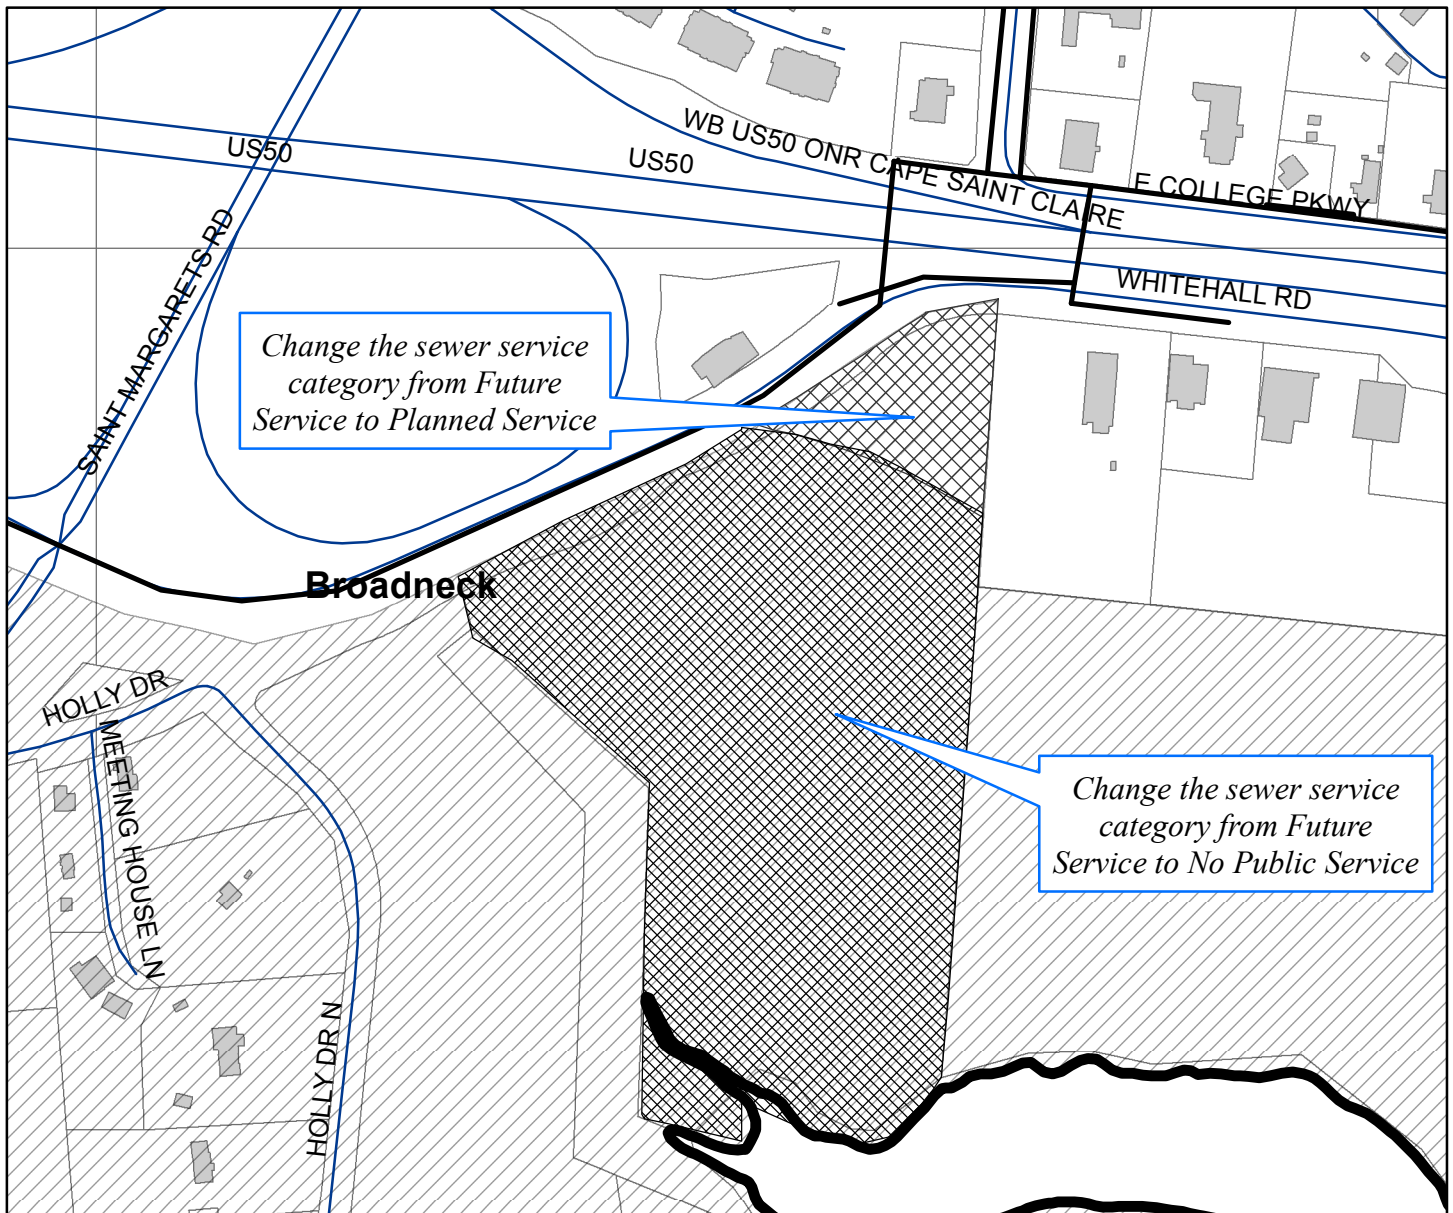 US50
US50
WB US50 ONR CAPE SAINT CLAIRE
E COLLEGE PKWY
WHITEHALL RD
SAINT MARGARETS RD
Change the sewer service
category from Future
Service to Planned Service
Broadneck
HOLLY DR
MEETING HOUSE LN
HOLLY DR N
Change the sewer service
category from Future
Service to No Public Service